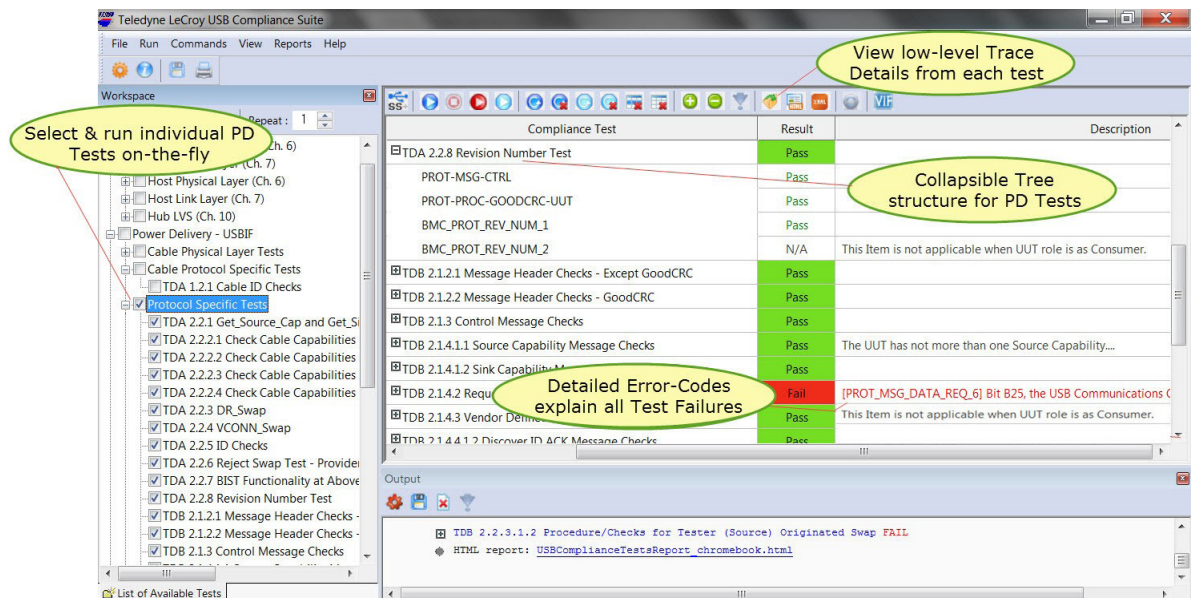 Teledyne LeCroy USB Compliance Suite
File Run Commands View Reports Help
View low-level Trace
Details from each test
Workspace
Repeat: 1
SS
XML
VIF
Select & run individual PD
Tests on-the-fly
Ch. 6)
(Ch. 7)
Host Physical Layer (Ch. 6)
Host Link Layer (Ch. 7)
Hub LVS (Ch. 10)
Power Delivery - USBIF
Cable Physical Layer Tests
Cable Protocol Specific Tests
TDA 1.2.1 Cable ID Checks
Protocol Specific Tests
TDA 2.2.1 Get_Source_Cap and Get_Si
TDA 2.2.2.1 Check Cable Capabilities
TDA 2.2.2.2 Check Cable Capabilities
TDA 2.2.2.3 Check Cable Capabilities
TDA 2.2.2.4 Check Cable Capabilities
TDA 2.2.3 DR_Swap
TDA 2.2.4 VCONN_Swap
TDA 2.2.5 ID Checks
TDA 2.2.6 Reject Swap Test - Provider
TDA 2.2.7 BIST Functionality at Above
TDA 2.2.8 Revision Number Test
TDB 2.1.2.1 Message Header Checks -
TDB 2.1.2.2 Message Header Checks -
TDB 2.1.3 Control Message Checks
List of Available Tests
Compliance Test Result Description
TDA 2.2.8 Revision Number Test Pass
PROT-MSG-CTRL Pass
PROT-PROC-GOODCRC-UUT Pass
BMC_PROT_REV_NUM_1 Pass
BMC_PROT_REV_NUM_2 N/A This Item is not applicable when UUT role is as Consumer.
Collapsible Tree
structure for PD Tests
TDB 2.1.2.1 Message Header Checks - Except GoodCRC Pass
TDB 2.1.2.2 Message Header Checks - GoodCRC Pass
TDB 2.1.3 Control Message Checks Pass
TDB 2.1.4.1.1 Source Capability Message Checks Pass The UUT has not more than one Source Capability....
TDB 2.1.4.1.2 Sink Capability Pass
TDB 2.1.4.2 Requ Fail [PROT_MSG_DATA_REQ_6] Bit B25, the USB Communications C
TDB 2.1.4.3 Vendor Pass This Item is not applicable when UUT role is as Consumer.
TDB 2.1.4.4.1.2 Discover ID ACK Message Checks Pass
Detailed Error-Codes
explain all Test Failures
Output
TDB 2.2.3.1.2 Procedure/Checks for Tester (Source) Originated Swap FAIL
HTML report: USBComplianceTestsReport_chromebook.html